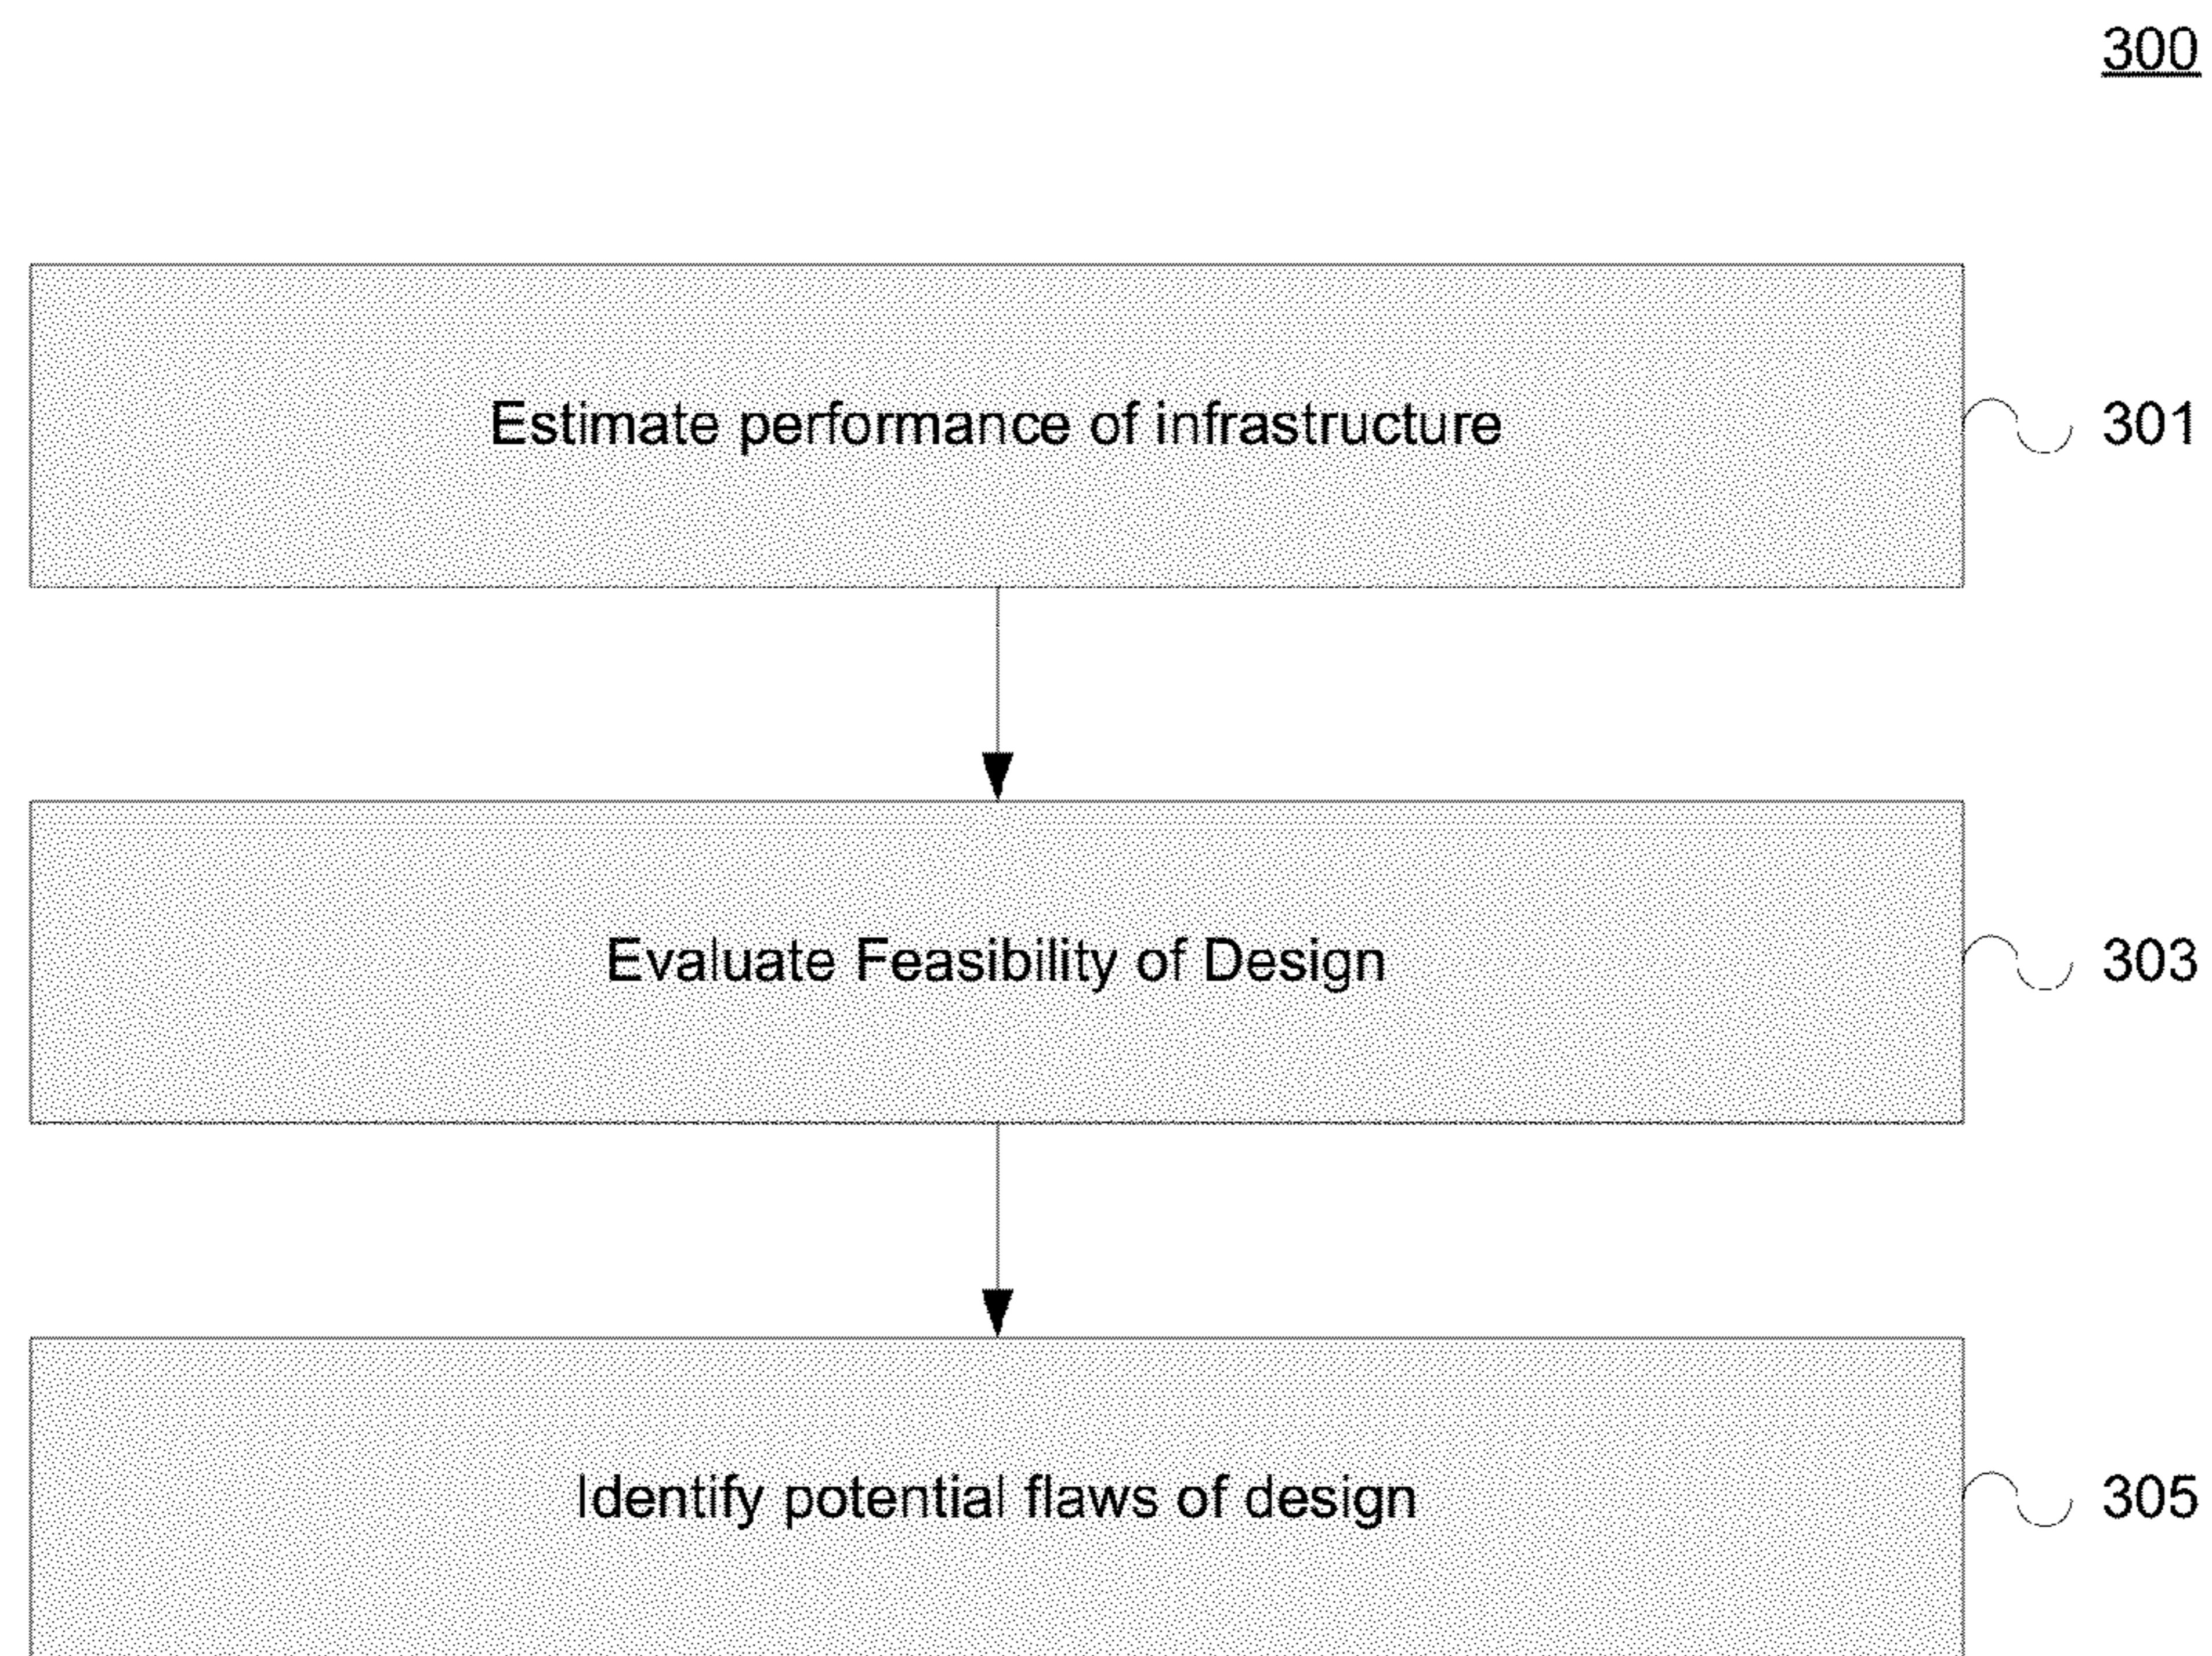 300
Estimate performance of infrastructure
301
Evaluate Feasibility of Design
303
Identify potential flaws of design
305